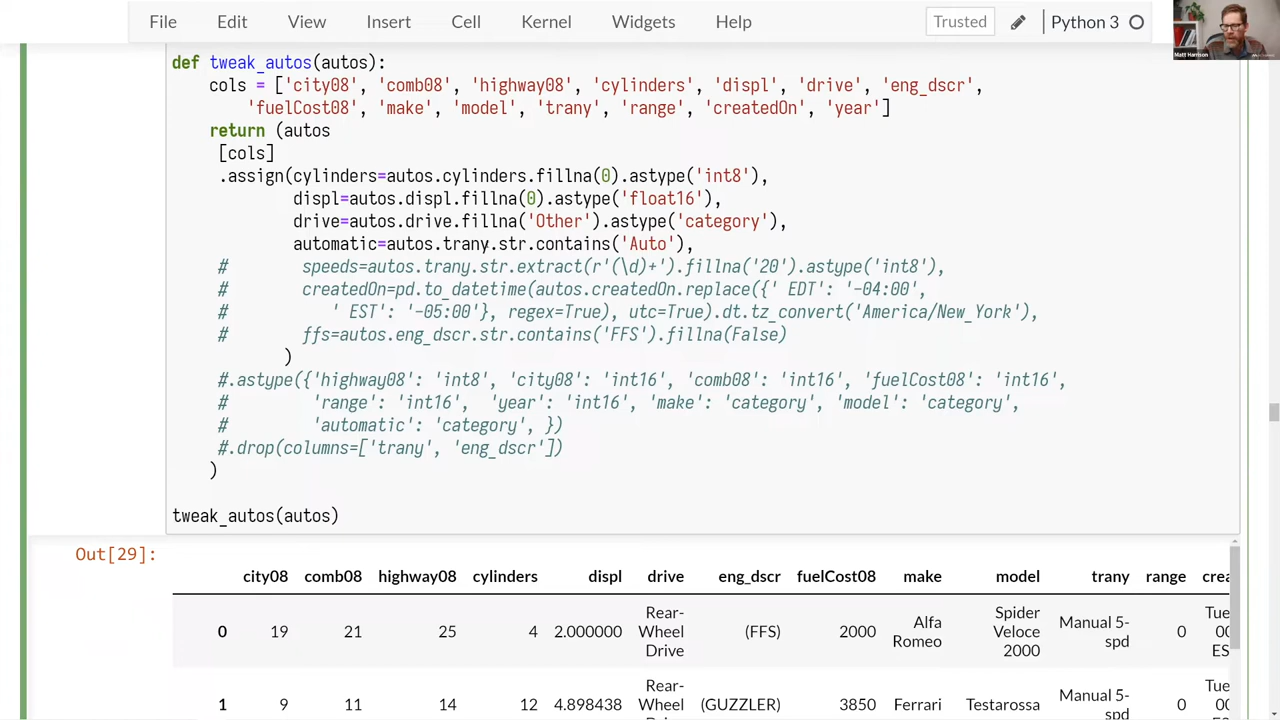 File Edit View Insert Cell Kernel Widgets Help Trusted Python 3
Matt Harrison
def tweak_autos(autos):
    cols = ['city08', 'comb08', 'highway08', 'cylinders', 'displ', 'drive', 'eng_dscr',
        'fuelCost08', 'make', 'model', 'trany', 'range', 'createdOn', 'year']
    return (autos
     [cols]
     .assign(cylinders=autos.cylinders.fillna(0).astype('int8'),
             displ=autos.displ.fillna(0).astype('float16'),
             drive=autos.drive.fillna('Other').astype('category'),
             automatic=autos.trany.str.contains('Auto'),
     #        speeds=autos.trany.str.extract(r'(\d)+').fillna('20').astype('int8'),
     #        createdOn=pd.to_datetime(autos.createdOn.replace({' EDT': '-04:00',
     #             ' EST': '-05:00'}, regex=True), utc=True).dt.tz_convert('America/New_York'),
     #        ffs=autos.eng_dscr.str.contains('FFS').fillna(False)
            )
     #.astype({'highway08': 'int8', 'city08': 'int16', 'comb08': 'int16', 'fuelCost08': 'int16',
     #         'range': 'int16',  'year': 'int16', 'make': 'category', 'model': 'category',
     #         'automatic': 'category', })
     #.drop(columns=['trany', 'eng_dscr'])
    )
tweak_autos(autos)
Out[29]:
city08 comb08 highway08 cylinders displ drive eng_dscr fuelCost08 make model trany range crea
0 19 21 25 4 2.000000 Rear-Wheel Drive (FFS) 2000 Alfa Romeo Spider Veloce 2000 Manual 5-spd 0 Tue 00 ES
1 9 11 14 12 4.898438 Rear-Wheel (GUZZLER) 3850 Ferrari Testarossa Manual 5-spd 0 Tue 00